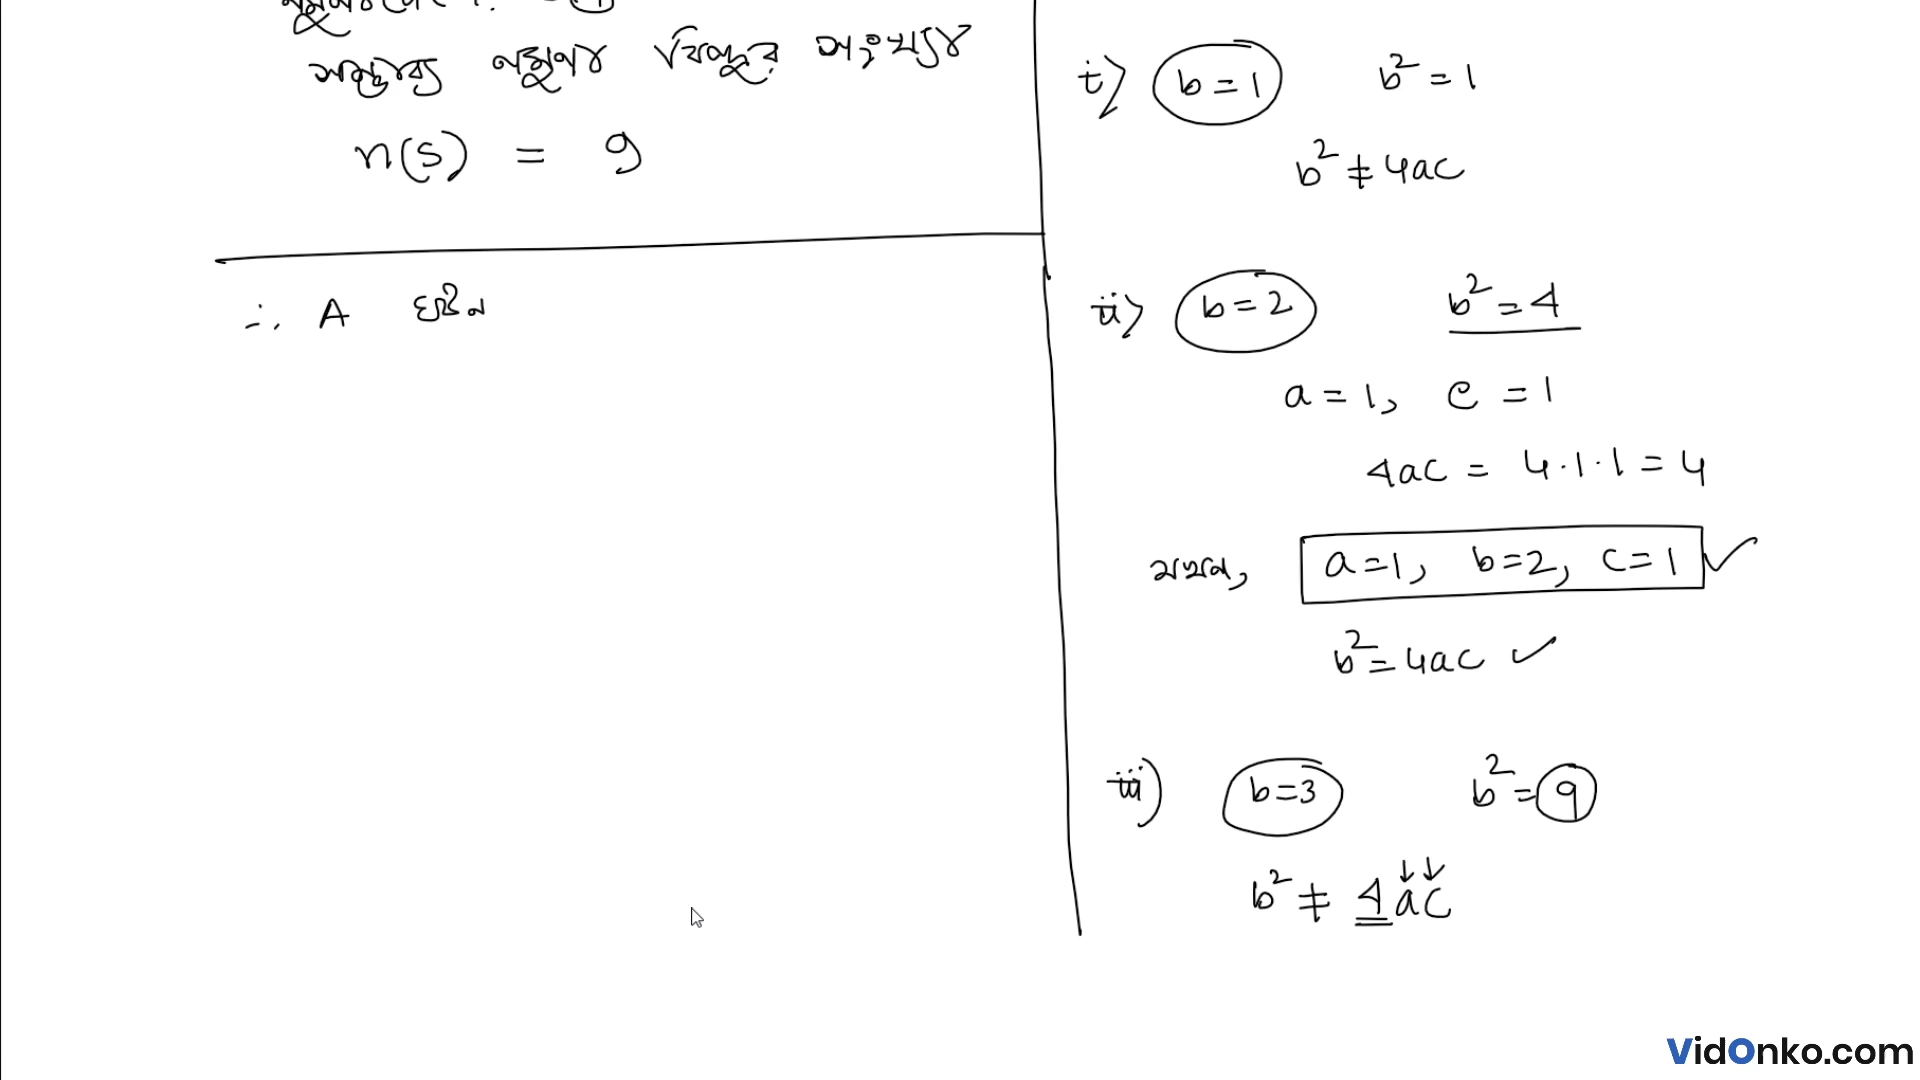 সম্ভাব্য নমুনা বিন্দুর সংখ্যা
n(S) = 9
∴ A ঘটন
i) b = 1 b² = 1
b² ≠ 4ac
ii) b = 2 b² = 4
a = 1, c = 1
4ac = 4·1·1 = 4
যখন, a = 1, b = 2, c = 1 ✓
b² = 4ac ✓
iii) b = 3 b² = 9
b² ≠ 4ac
VidOnko.com